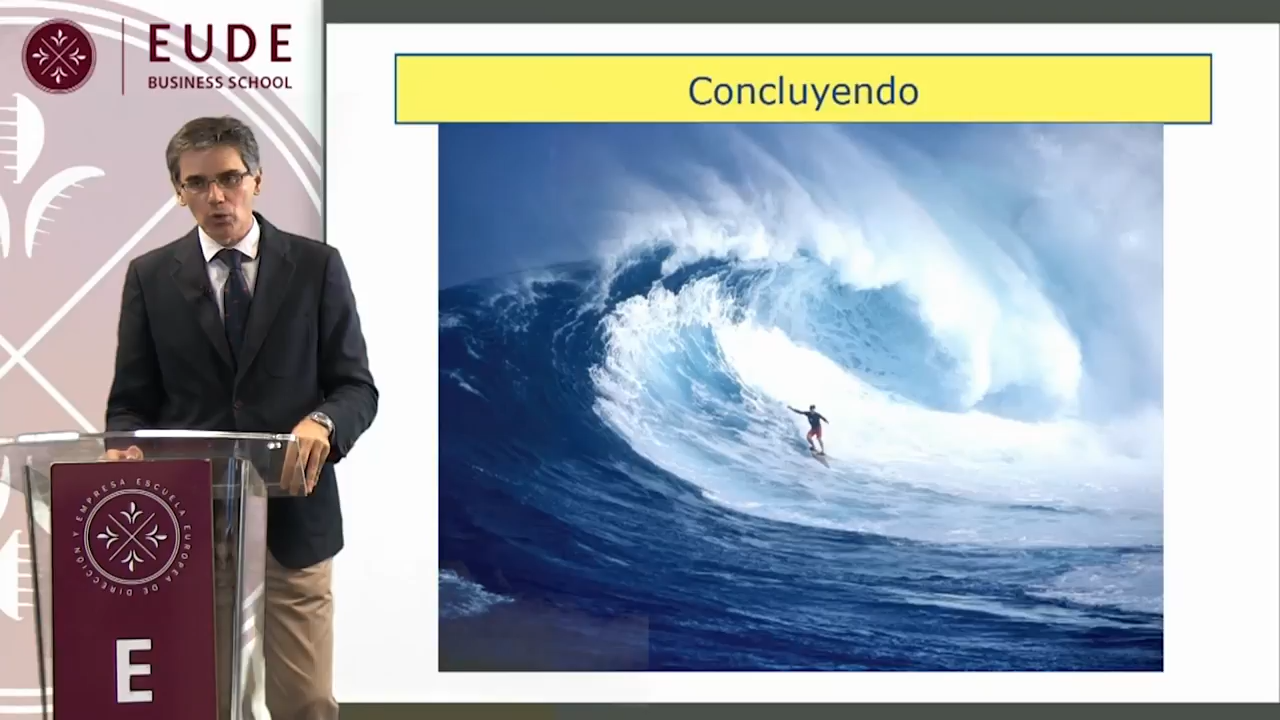 EUDE
BUSINESS SCHOOL
Concluyendo
ESCUELA EUROPEA DE DIRECCIÓN Y EMPRESA
E